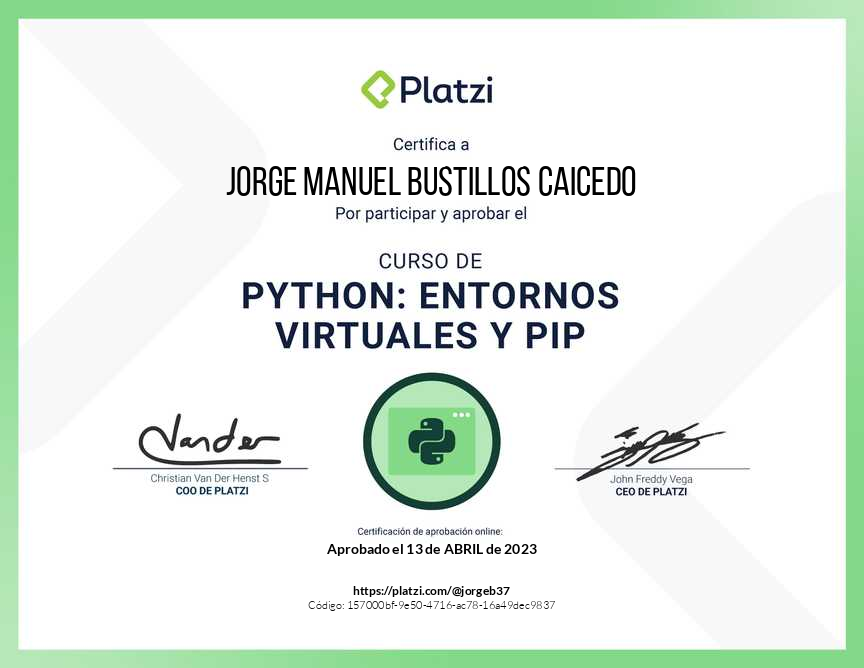 Platzi
Certifica a
JORGE MANUEL BUSTILLOS CAICEDO
Por participar y aprobar el
CURSO DE
PYTHON: ENTORNOS
VIRTUALES Y PIP
Vander
Christian Van Der Henst S
COO DE PLATZI
John Freddy Vega
CEO DE PLATZI
Certificación de aprobación online:
Aprobado el 13 de ABRIL de 2023
https://platzi.com/@jorgeb37
Código: 157000bf-9e50-4716-ac78-16a49dec9837